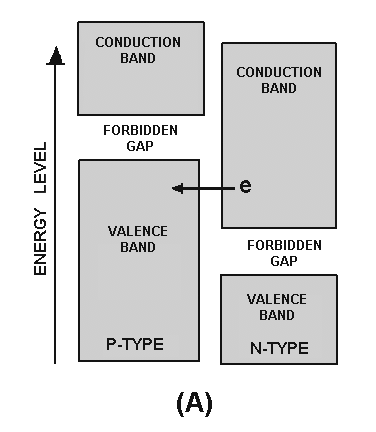 CONDUCTION
BAND
FORBIDDEN
GAP
VALENCE
BAND
P-TYPE
CONDUCTION
BAND
e
FORBIDDEN
GAP
VALENCE
BAND
N-TYPE
ENERGY LEVEL
(A)